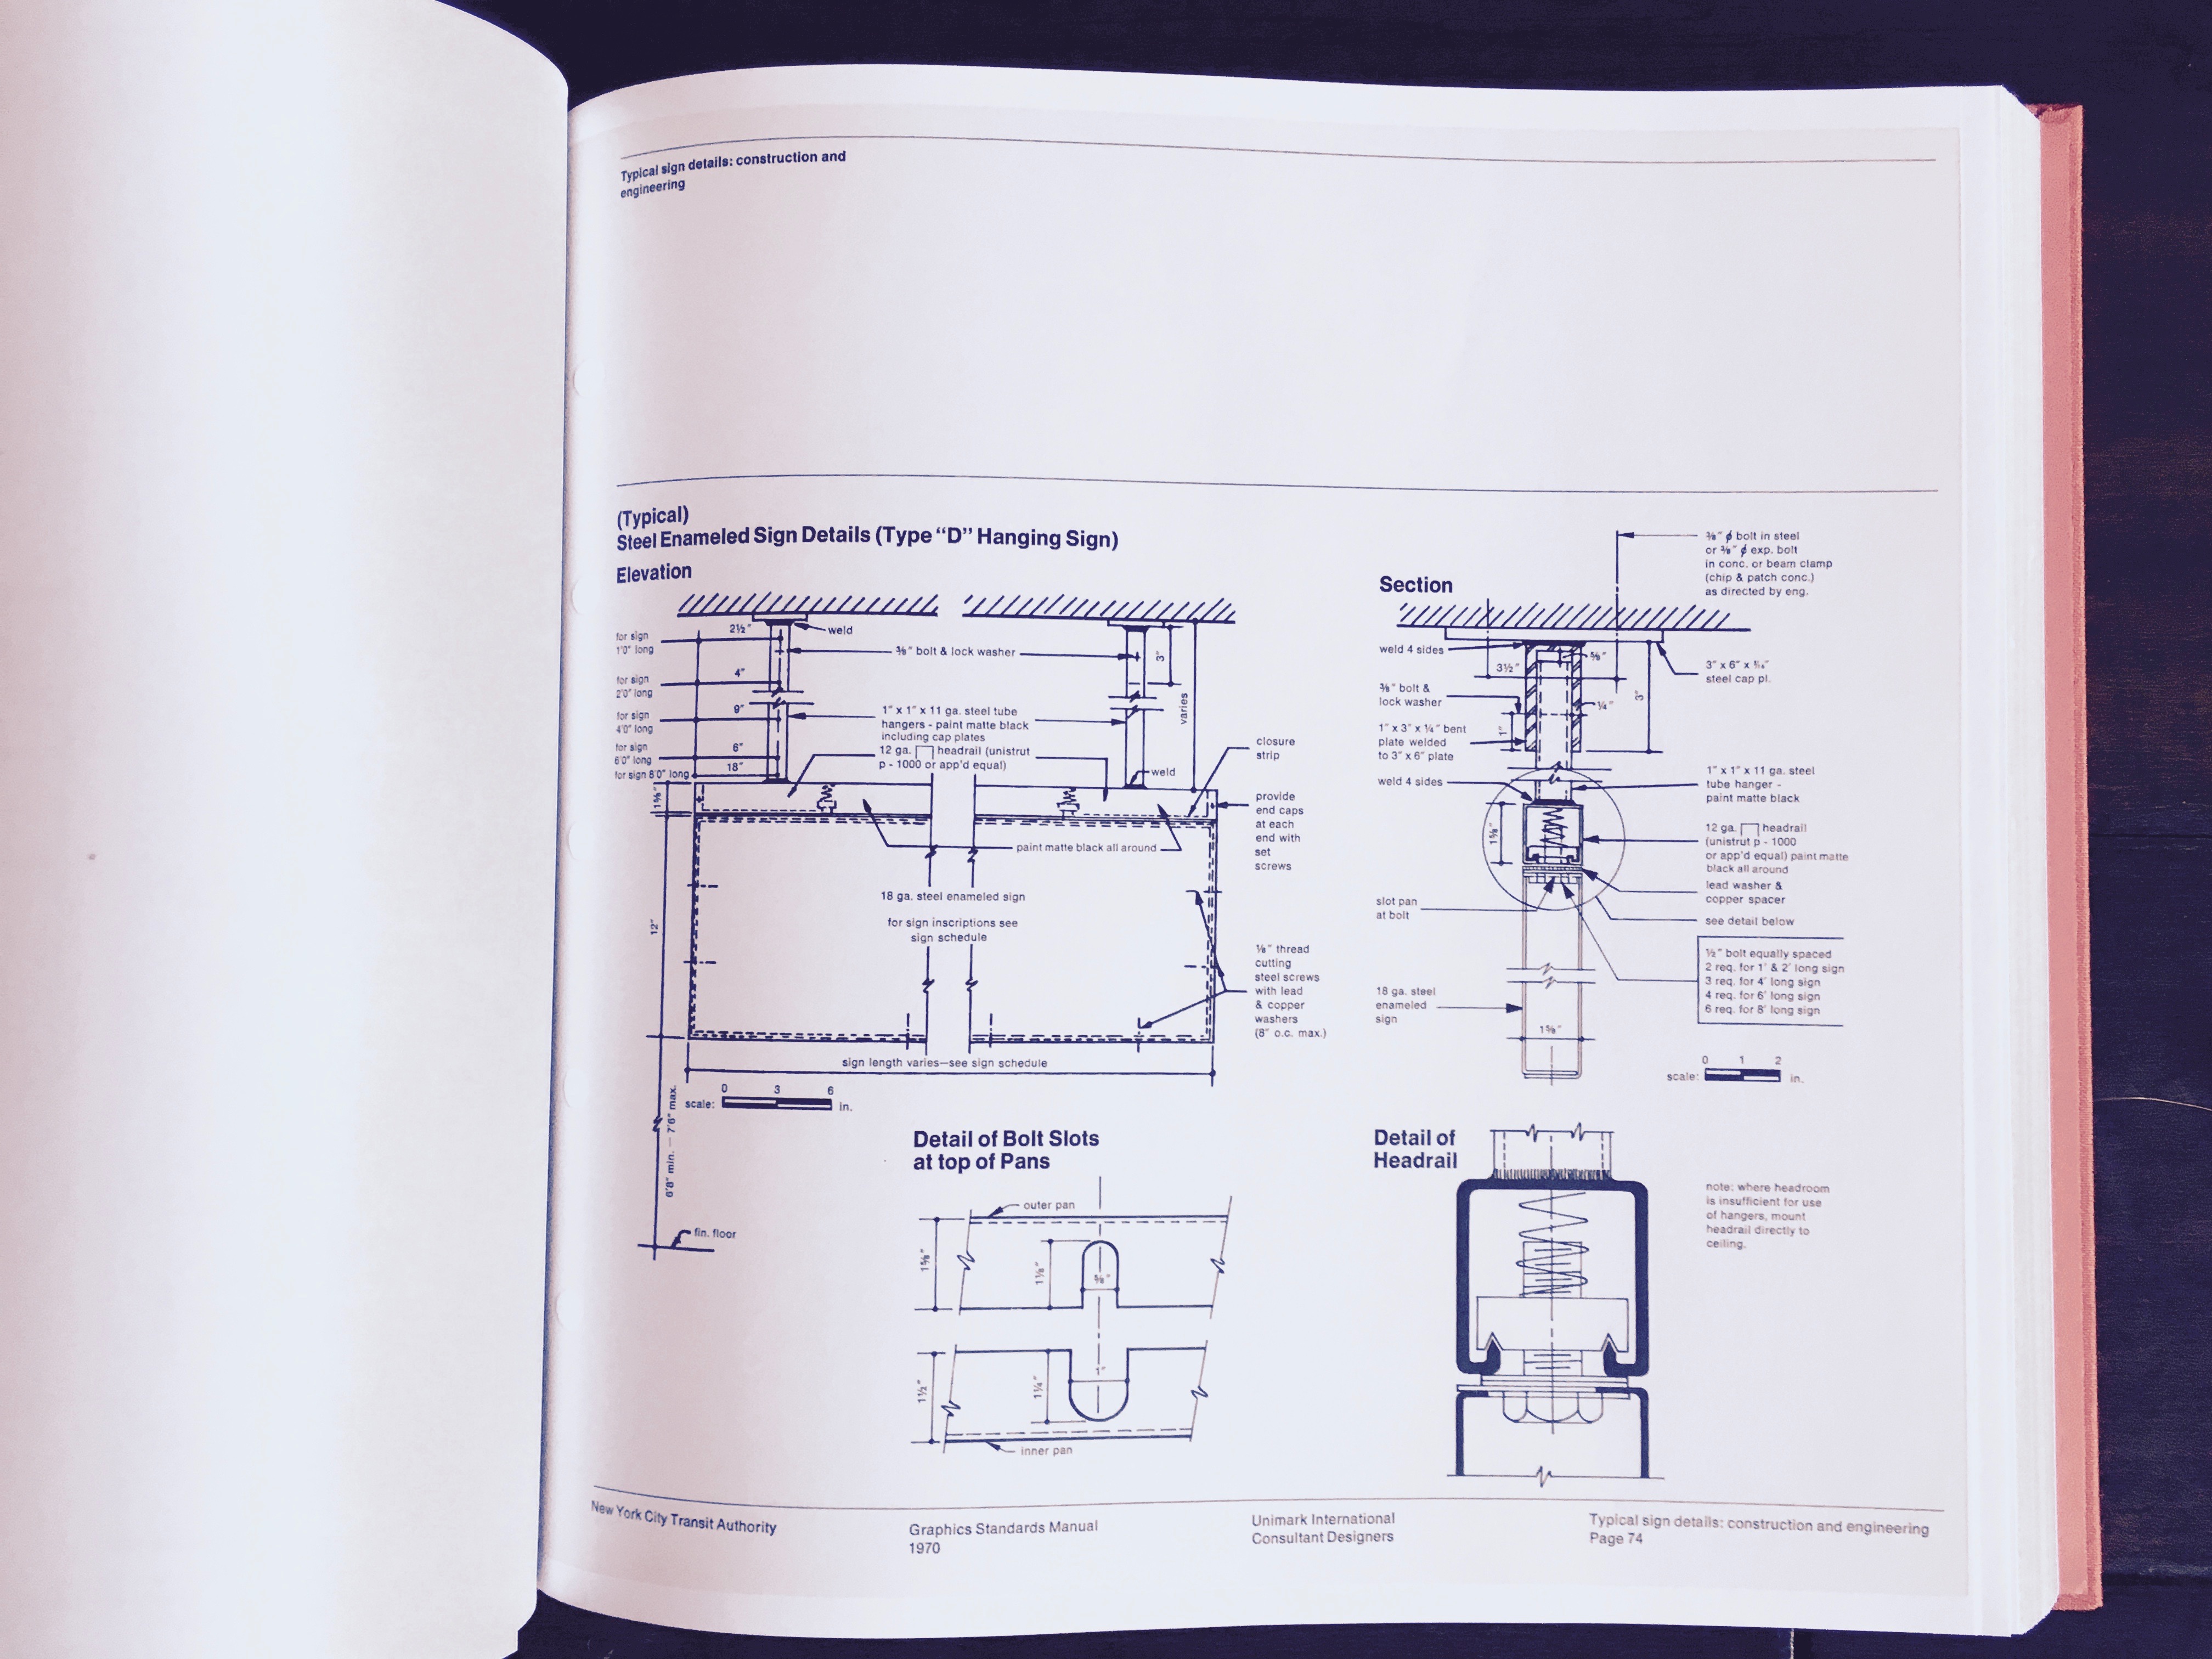 Typical sign details: construction and
engineering
(Typical)
Steel Enameled Sign Details (Type “D” Hanging Sign)
Elevation
for sign
1'0" long
2½"
for sign
2'0" long
4"
for sign
4'0" long
9"
for sign
6'0" long
6"
for sign 8'0" long
18"
weld
⅜" bolt & lock washer
3"
varies
1" x 1" x 11 ga. steel tube
hangers - paint matte black
including cap plates
12 ga. headrail (unistrut
p - 1000 or app'd equal)
weld
closure
strip
provide
end caps
at each
end with
set
screws
1⅝"
12"
paint matte black all around
18 ga. steel enameled sign
for sign inscriptions see
sign schedule
⅛" thread
cutting
steel screws
with lead
& copper
washers
(8" o.c. max.)
sign length varies—see sign schedule
scale:
0 3 6
in.
6'8" min. — 7'6" max.
fin. floor
Section
⅜" ϕ bolt in steel
or ⅜" ϕ exp. bolt
in conc. or beam clamp
(chip & patch conc.)
as directed by eng.
weld 4 sides
3½"
⅝"
3"
3" x 6" x
steel cap pl.
⅜" bolt &
lock washer
¼"
1"
1" x 3" x ¼" bent
plate welded
to 3" x 6" plate
weld 4 sides
1" x 1" x 11 ga. steel
tube hanger -
paint matte black
1⅝"
12 ga. headrail
(unistrut p - 1000
or app'd equal) paint matte
black all around
lead washer &
copper spacer
slot pan
at bolt
see detail below
½" bolt equally spaced
2 req. for 1' & 2' long sign
3 req. for 4' long sign
4 req. for 6' long sign
6 req. for 8' long sign
18 ga. steel
enameled
sign
1⅝"
scale:
0 1 2
in.
Detail of Bolt Slots
at top of Pans
outer pan
1⅝"
1⅛"
1½"
1¼"
1"
inner pan
Detail of
Headrail
note: where headroom
is insufficient for use
of hangers, mount
headrail directly to
ceiling.
New York City Transit Authority
Graphics Standards Manual
1970
Unimark International
Consultant Designers
Typical sign details: construction and engineering
Page 74